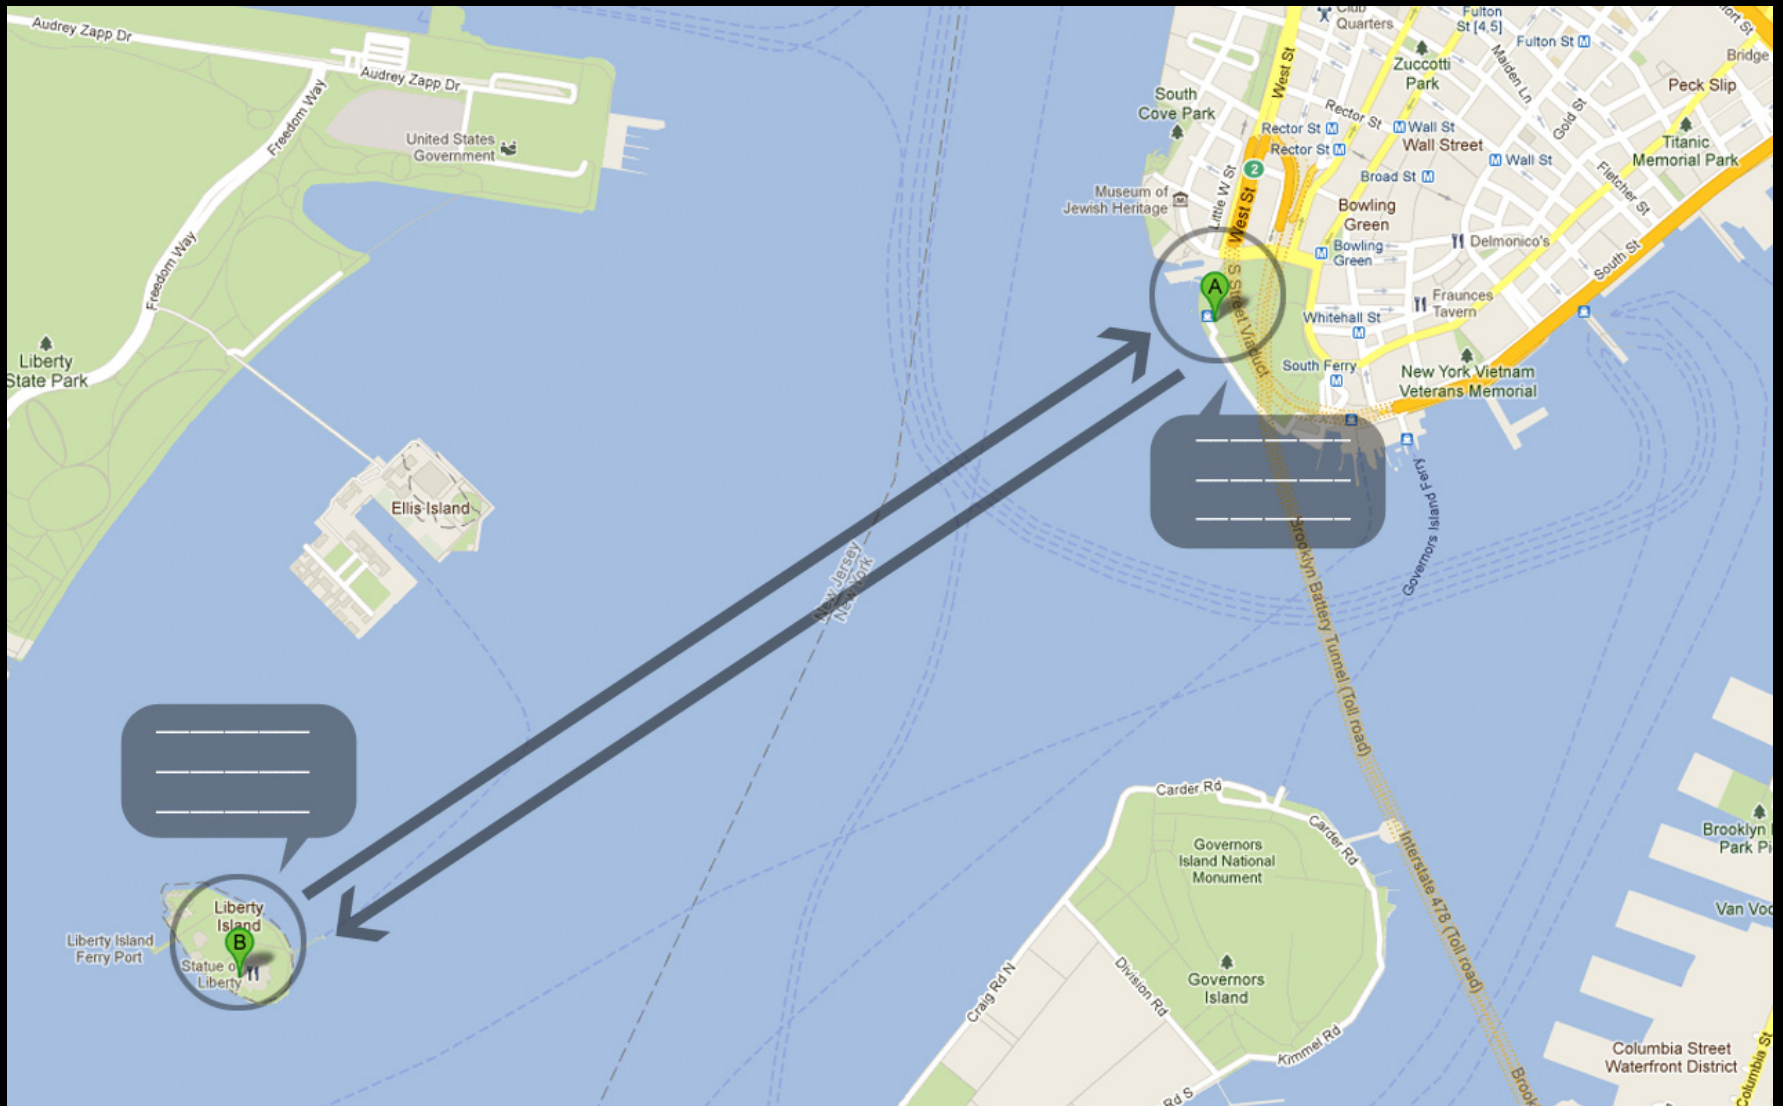 Audrey Zapp Dr
Audrey Zapp Dr
Freedom Way
United States
Government
Freedom Way
Liberty
State Park
Ellis Island
Liberty
Island
B
Statue o
Liberty
Liberty Island
Ferry Port
New Jersey
New York
Club
Quarters
Fulton
St [4,5]
Fulton St
Maiden Ln
Bridge
Zuccotti
Park
Peck Slip
West St
South
Cove Park
Rector St
Gold St
Rector St
Rector St
Wall St
Wall Street
Wall St
Titanic
Memorial Park
2
Broad St
Fletcher St
Museum of
Jewish Heritage
Little W St
West St
Bowling
Green
Bowling
Green
Delmonico's
South St
A
S Street Viaduct
Fraunces
Tavern
Whitehall St
South Ferry
New York Vietnam
Veterans Memorial
Governors Island Ferry
Brooklyn Battery Tunnel (Toll road)
Carder Rd
Carder Rd
Governors
Island National
Monument
Interstate 478 (Toll road)
Brooklyn
Park Pi
Van Voo
Craig Rd N
Division Rd
Governors
Island
Kimmel Rd
Rd S
Columbia Street
Waterfront District
Columbia St
Brook